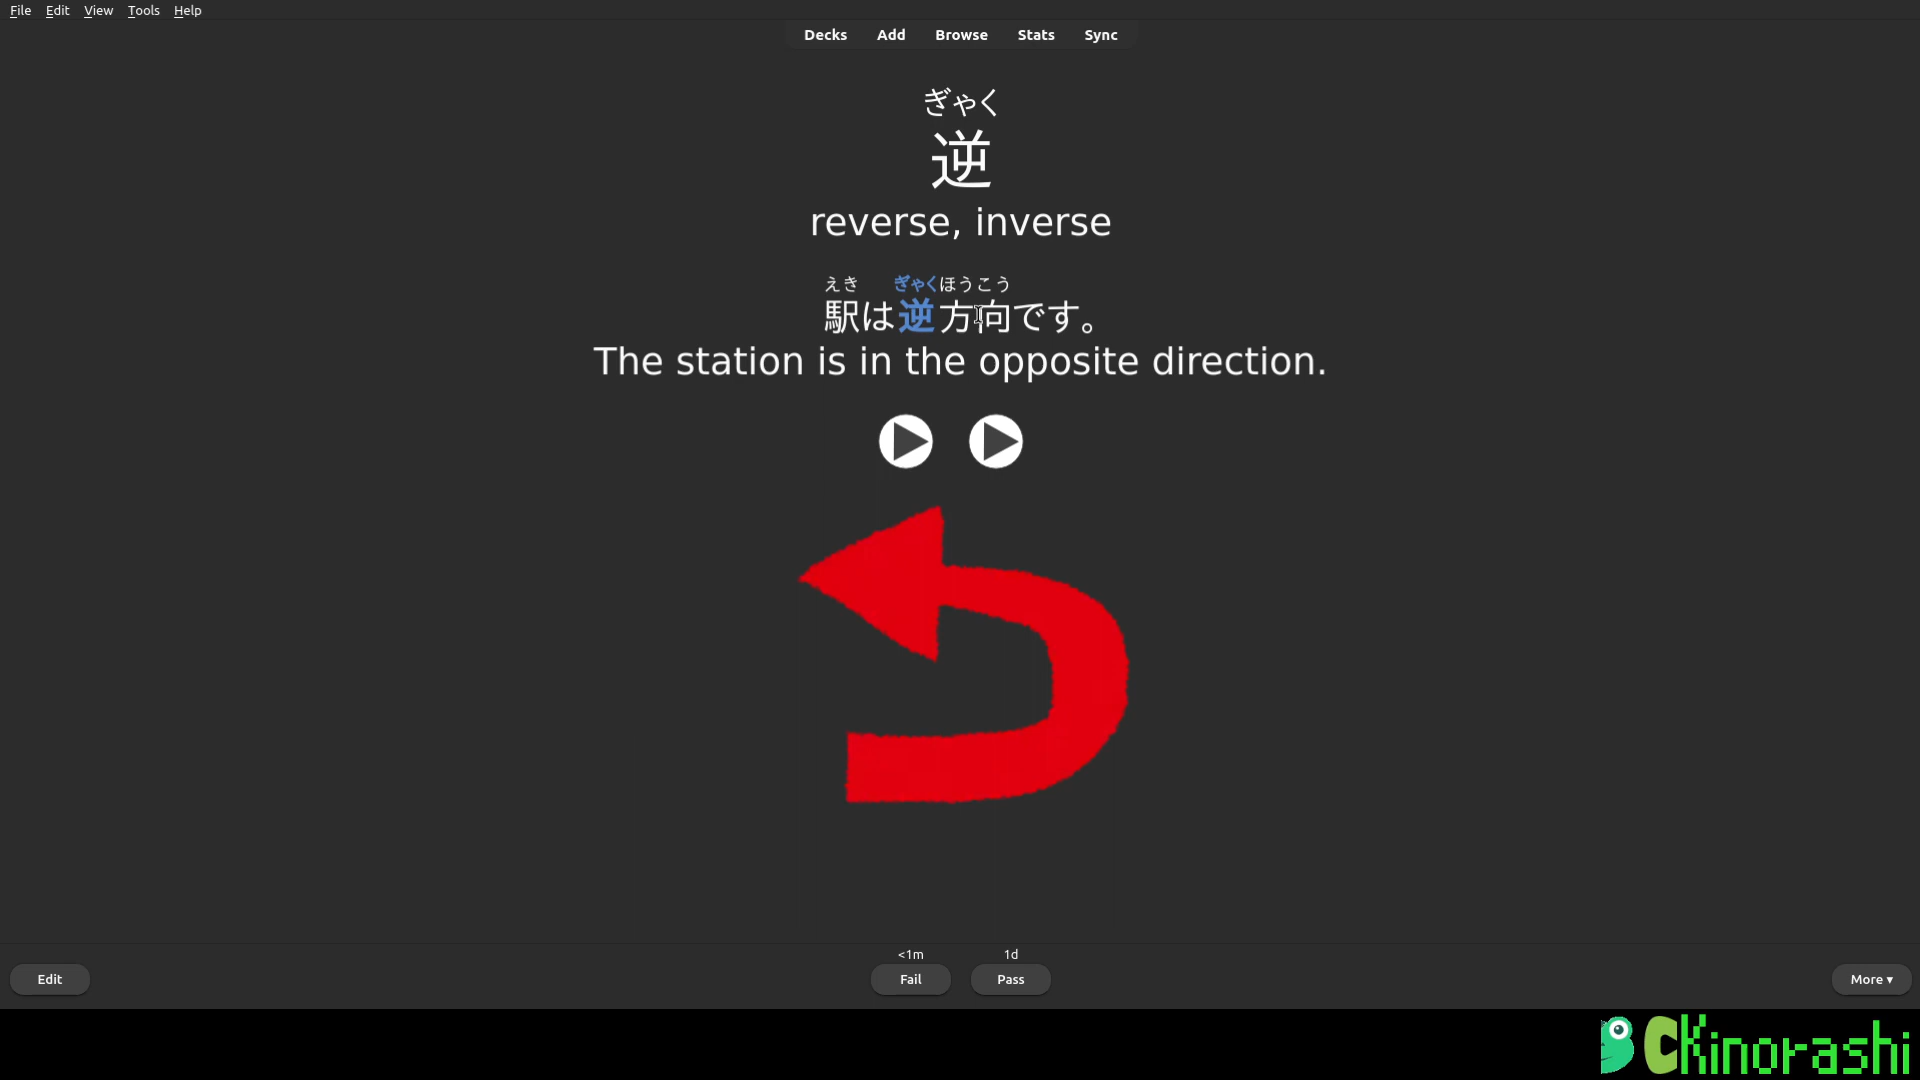 File Edit View Tools Help
Decks Add Browse Stats Sync
ぎゃく
逆
reverse, inverse
えき ぎゃくほうこう
駅は逆方向です。
The station is in the opposite direction.
<1m 1d
Edit Fail Pass More ▾
Kinorashi